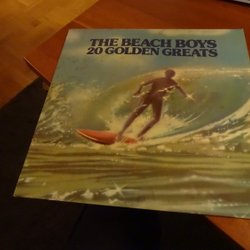 THE BEACH BOYS
20 GOLDEN GREATS